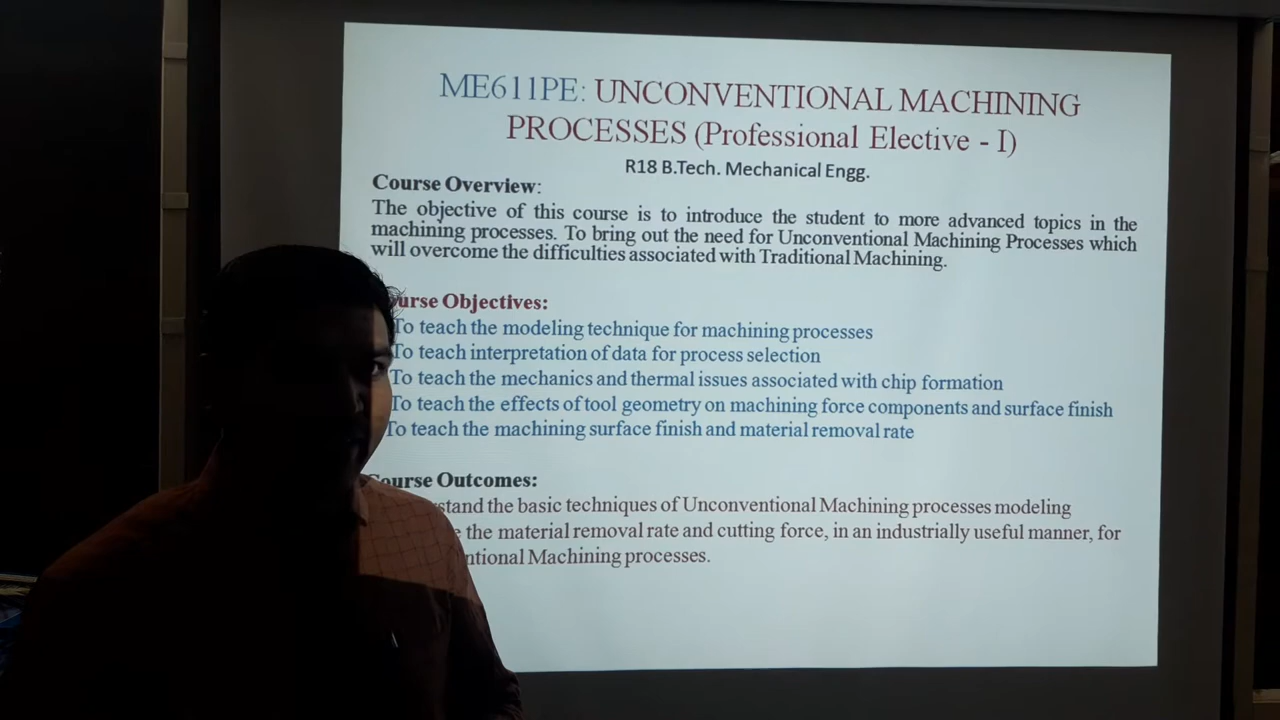 ME611PE: UNCONVENTIONAL MACHINING
PROCESSES (Professional Elective - I)
R18 B.Tech. Mechanical Engg.
Course Overview:
The objective of this course is to introduce the student to more advanced topics in the
machining processes. To bring out the need for Unconventional Machining Processes which
will overcome the difficulties associated with Traditional Machining.
urse Objectives:
To teach the modeling technique for machining processes
To teach interpretation of data for process selection
To teach the mechanics and thermal issues associated with chip formation
To teach the effects of tool geometry on machining force components and surface finish
To teach the machining surface finish and material removal rate
Course Outcomes:
stand the basic techniques of Unconventional Machining processes modeling
the material removal rate and cutting force, in an industrially useful manner, for
ntional Machining processes.